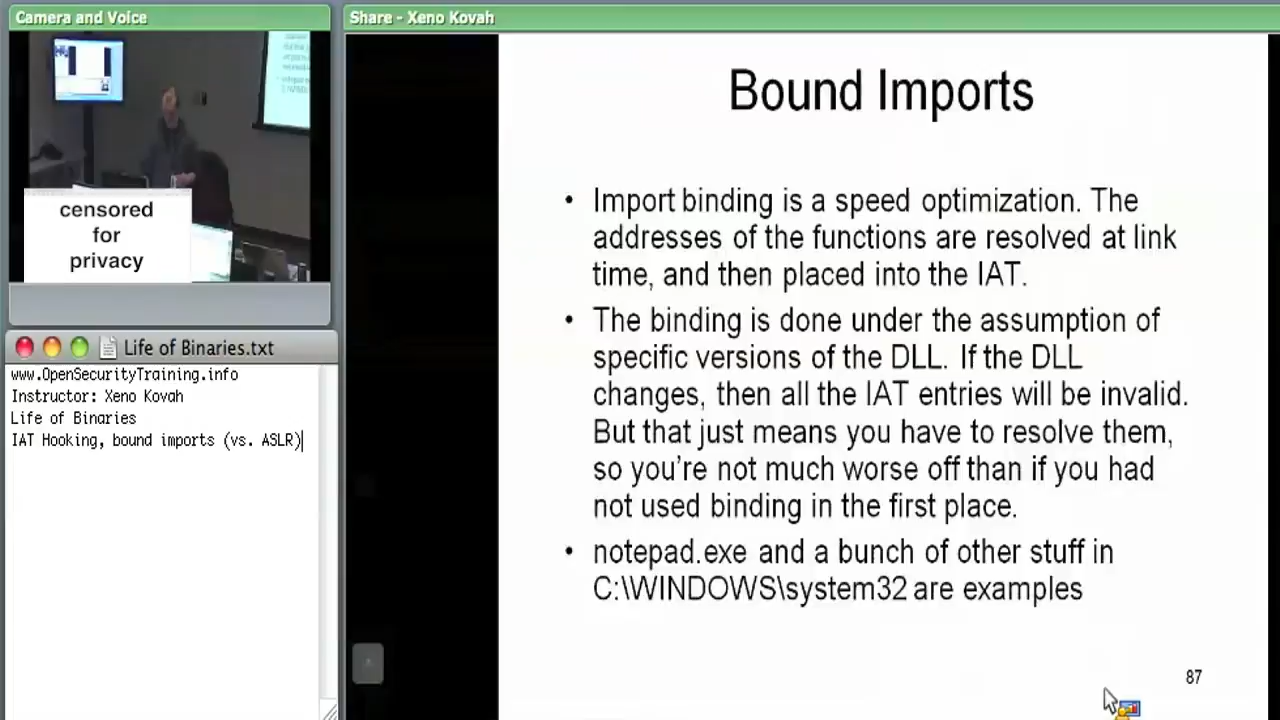 Camera and Voice
Share - Xeno Kovah
censored
for
privacy
Life of Binaries.txt
www.OpenSecurityTraining.info
Instructor: Xeno Kovah
Life of Binaries
IAT Hooking, bound imports (vs. ASLR)
Bound Imports
• Import binding is a speed optimization. The
addresses of the functions are resolved at link
time, and then placed into the IAT.
• The binding is done under the assumption of
specific versions of the DLL. If the DLL
changes, then all the IAT entries will be invalid.
But that just means you have to resolve them,
so you're not much worse off than if you had
not used binding in the first place.
• notepad.exe and a bunch of other stuff in
C:\WINDOWS\system32 are examples
87